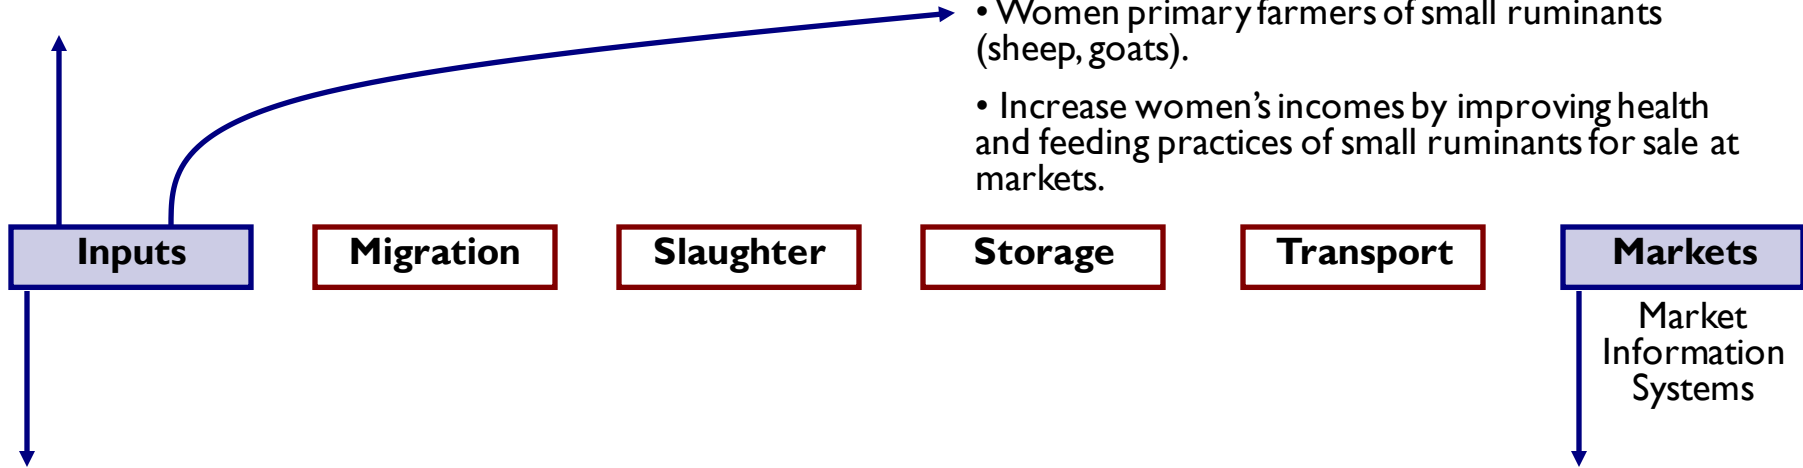 • Women primary farmers of small ruminants
(sheep, goats).
• Increase women’s incomes by improving health
and feeding practices of small ruminants for sale at
markets.
Inputs
Migration
Slaughter
Storage
Transport
Markets
Market
Information
Systems